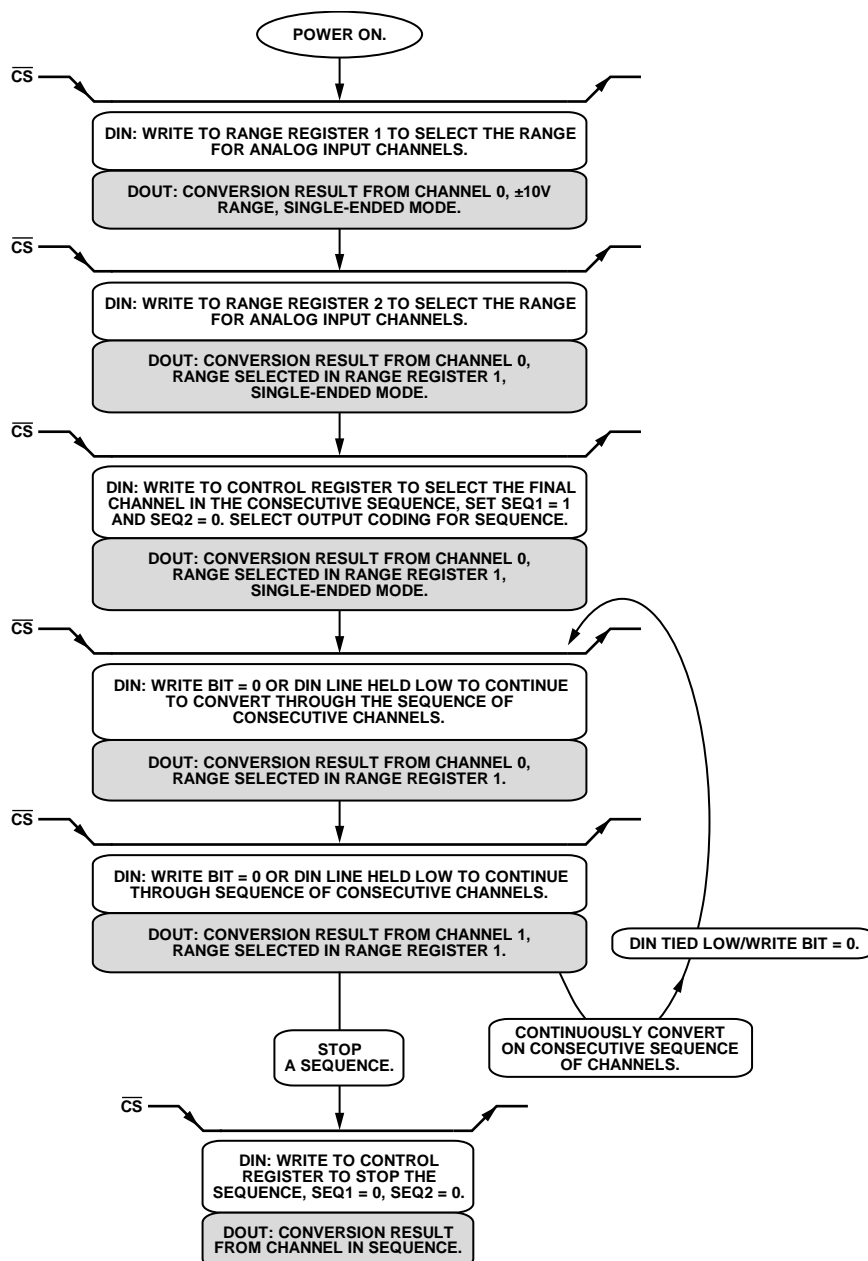 POWER ON.
CS
DIN: WRITE TO RANGE REGISTER 1 TO SELECT THE RANGE
FOR ANALOG INPUT CHANNELS.
DOUT: CONVERSION RESULT FROM CHANNEL 0, ±10V
RANGE, SINGLE-ENDED MODE.
CS
DIN: WRITE TO RANGE REGISTER 2 TO SELECT THE RANGE
FOR ANALOG INPUT CHANNELS.
DOUT: CONVERSION RESULT FROM CHANNEL 0,
RANGE SELECTED IN RANGE REGISTER 1,
SINGLE-ENDED MODE.
CS
DIN: WRITE TO CONTROL REGISTER TO SELECT THE FINAL
CHANNEL IN THE CONSECUTIVE SEQUENCE, SET SEQ1 = 1
AND SEQ2 = 0. SELECT OUTPUT CODING FOR SEQUENCE.
DOUT: CONVERSION RESULT FROM CHANNEL 0,
RANGE SELECTED IN RANGE REGISTER 1,
SINGLE-ENDED MODE.
CS
DIN: WRITE BIT = 0 OR DIN LINE HELD LOW TO CONTINUE
TO CONVERT THROUGH THE SEQUENCE OF
CONSECUTIVE CHANNELS.
DOUT: CONVERSION RESULT FROM CHANNEL 0,
RANGE SELECTED IN RANGE REGISTER 1.
CS
DIN: WRITE BIT = 0 OR DIN LINE HELD LOW TO CONTINUE
THROUGH SEQUENCE OF CONSECUTIVE CHANNELS.
DOUT: CONVERSION RESULT FROM CHANNEL 1,
RANGE SELECTED IN RANGE REGISTER 1.
DIN TIED LOW/WRITE BIT = 0.
CONTINUOUSLY CONVERT
ON CONSECUTIVE SEQUENCE
OF CHANNELS.
STOP
A SEQUENCE.
CS
DIN: WRITE TO CONTROL
REGISTER TO STOP THE
SEQUENCE, SEQ1 = 0, SEQ2 = 0.
DOUT: CONVERSION RESULT
FROM CHANNEL IN SEQUENCE.